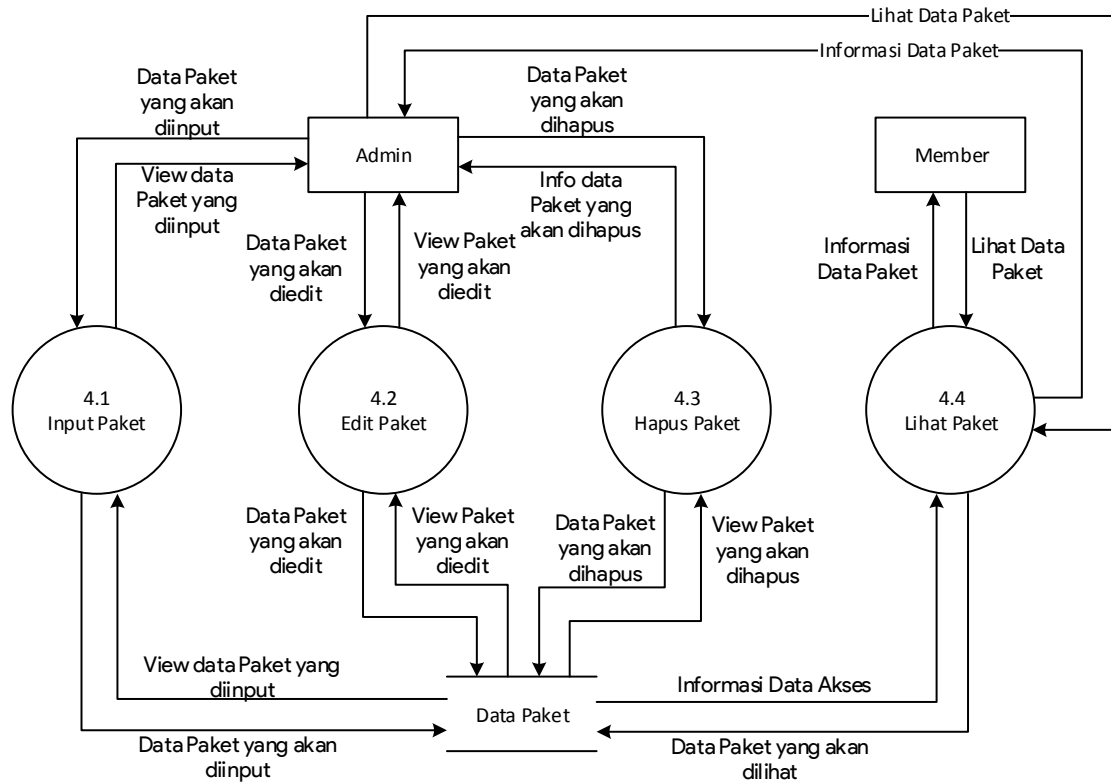 Lihat Data Paket
Informasi Data Paket
Data Paket
yang akan
diinput
Data Paket
yang akan
dihapus
Admin
Member
View data
Paket yang
diinput
Info data
Paket yang
akan dihapus
Data Paket
yang akan
diedit
View Paket
yang akan
diedit
Informasi
Data Paket
Lihat Data
Paket
4.1
Input Paket
4.2
Edit Paket
4.3
Hapus Paket
4.4
Lihat Paket
Data Paket
yang akan
diedit
View Paket
yang akan
diedit
Data Paket
yang akan
dihapus
View Paket
yang akan
dihapus
View data Paket yang
diinput
Informasi Data Akses
Data Paket
Data Paket yang akan
diinput
Data Paket yang akan
dilihat